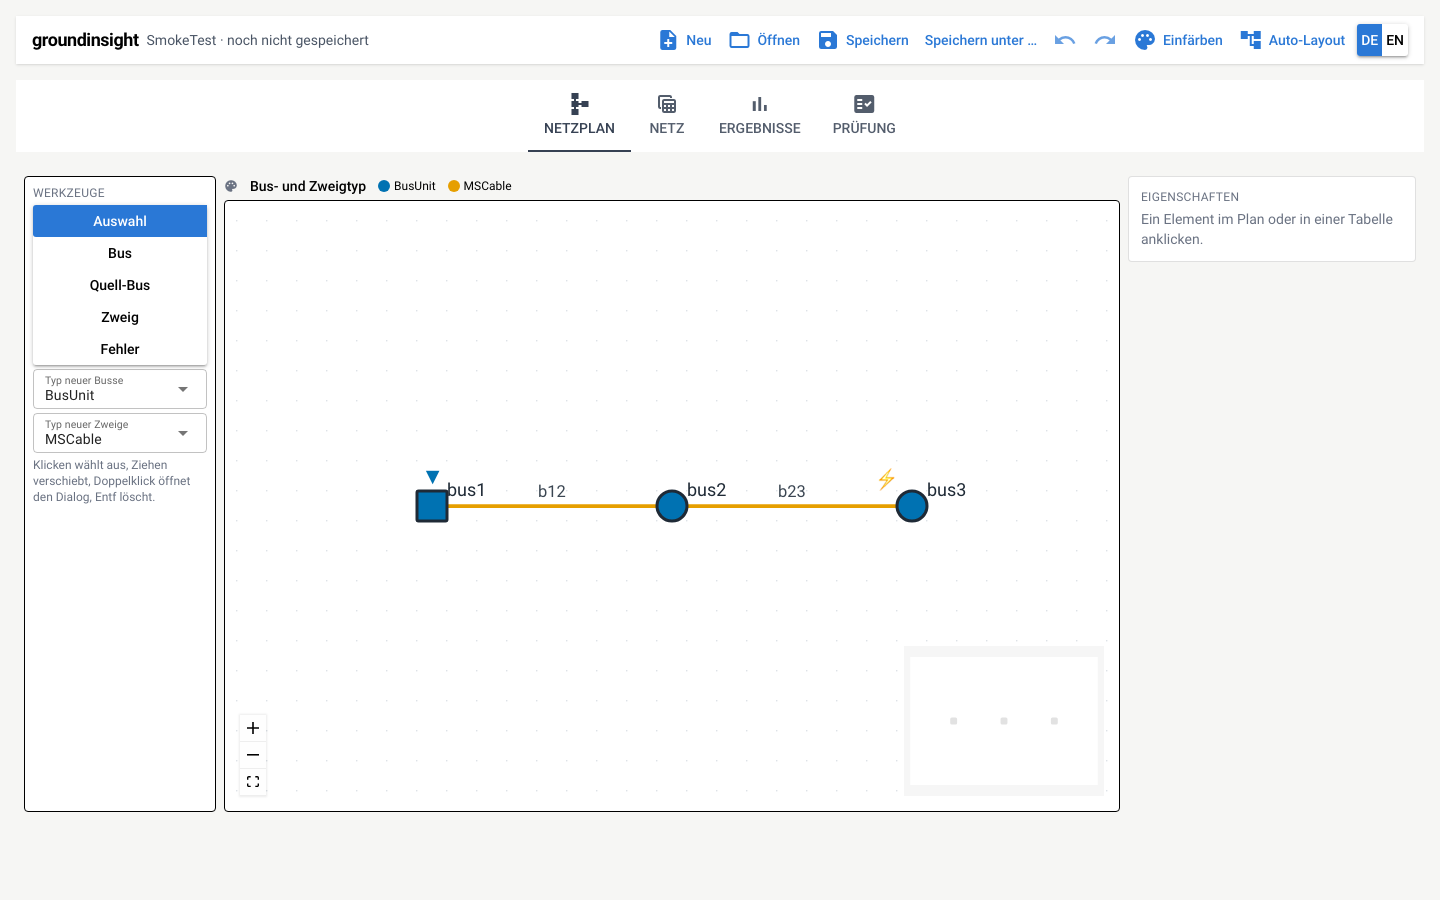 groundinsight SmokeTest · noch nicht gespeichert Neu Öffnen Speichern Speichern unter ... Einfärben Auto-Layout DE EN
NETZPLAN NETZ ERGEBNISSE PRÜFUNG
WERKZEUGE
Auswahl
Bus
Quell-Bus
Zweig
Fehler
Typ neuer Busse
BusUnit
Typ neuer Zweige
MSCable
Klicken wählt aus, Ziehen
verschiebt, Doppelklick öffnet
den Dialog, Entf löscht.
Bus- und Zweigtyp BusUnit MSCable
bus1 b12 bus2 b23 bus3
EIGENSCHAFTEN
Ein Element im Plan oder in einer Tabelle
anklicken.